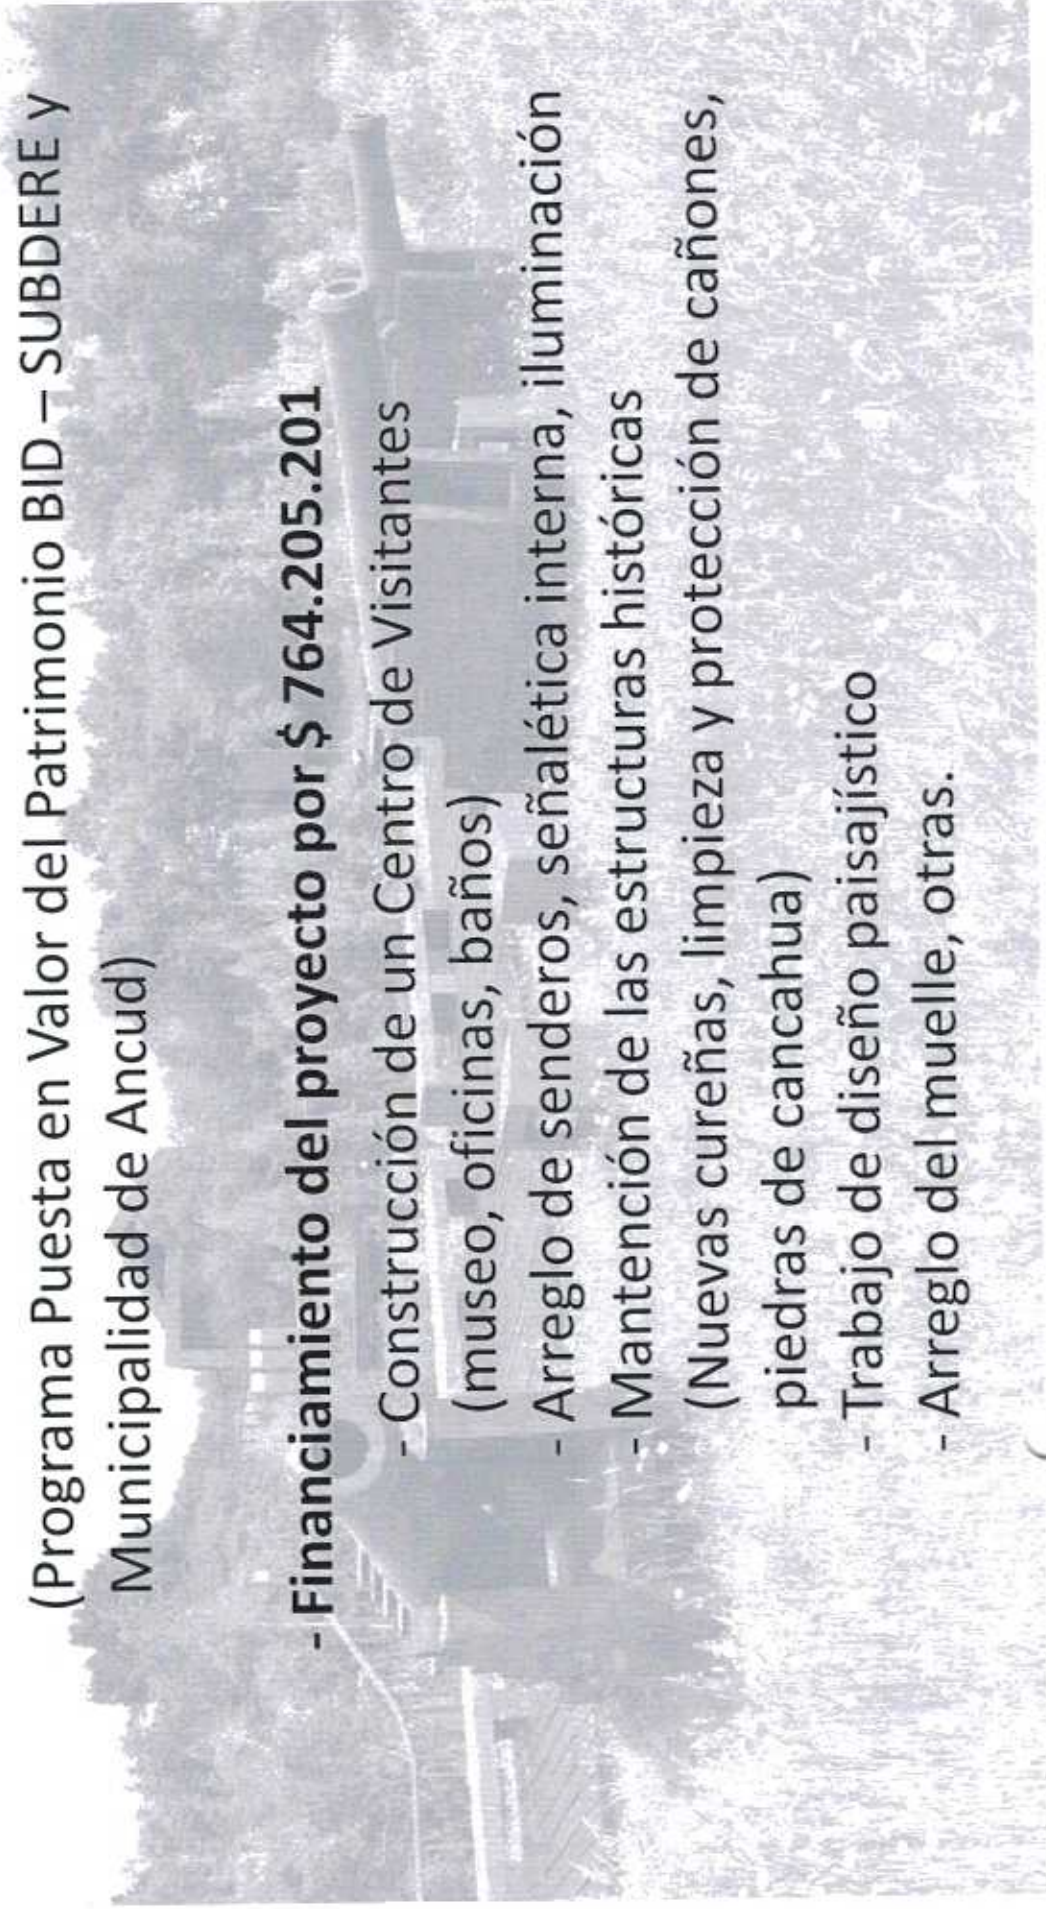 (Programa Puesta en Valor del Patrimonio BID – SUBDERE y
Municipalidad de Ancud)
- Financiamiento del proyecto por $ 764.205.201
- Construcción de un Centro de Visitantes
(museo, oficinas, baños)
- Arreglo de senderos, señalética interna, iluminación
- Mantención de las estructuras históricas
(Nuevas cureñas, limpieza y protección de cañones,
piedras de cancahua)
- Trabajo de diseño paisajístico
- Arreglo del muelle, otras.